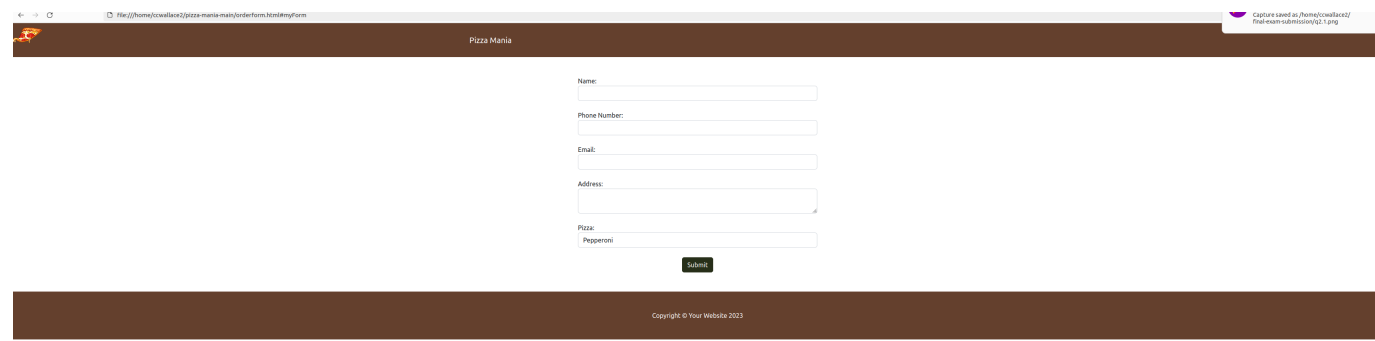 file:///home/ccwallace2/pizza-mania-main/orderform.html#myForm
Capture saved as /home/ccwallace2/
final-exam-submission/q2.1.png
Pizza Mania
Name:
Phone Number:
Email:
Address:
Pizza:
Pepperoni
Submit
Copyright © Your Website 2023